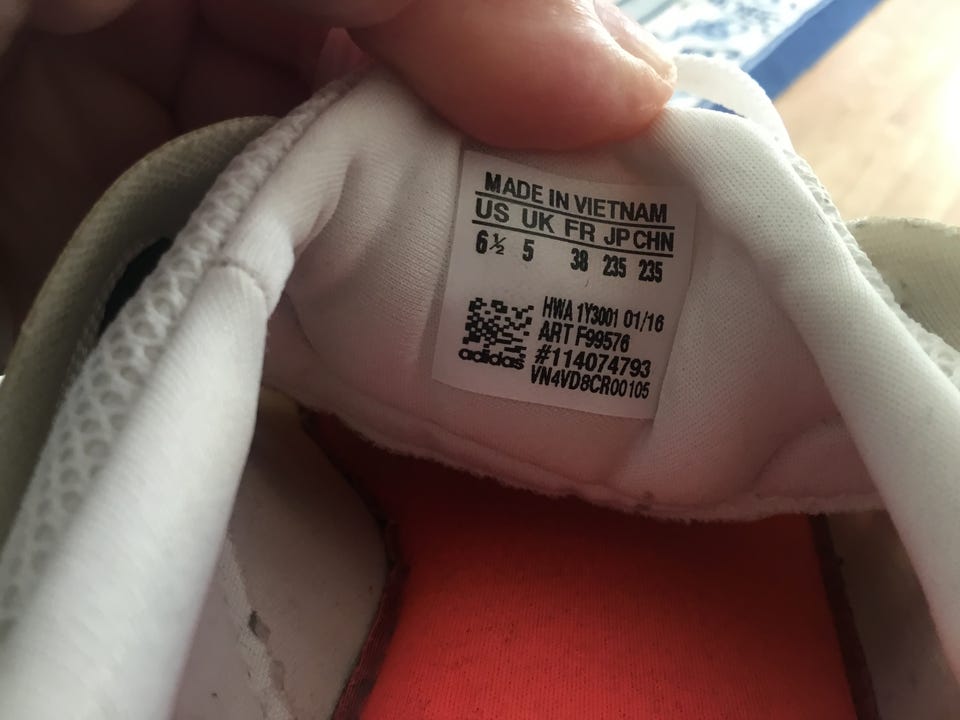 MADE IN VIETNAM
US UK FR JP CHN
6½ 5 38 235 235
HWA 1Y3001 01/16
ART F99576
#114074793
VN4VD8CR00105
adidas